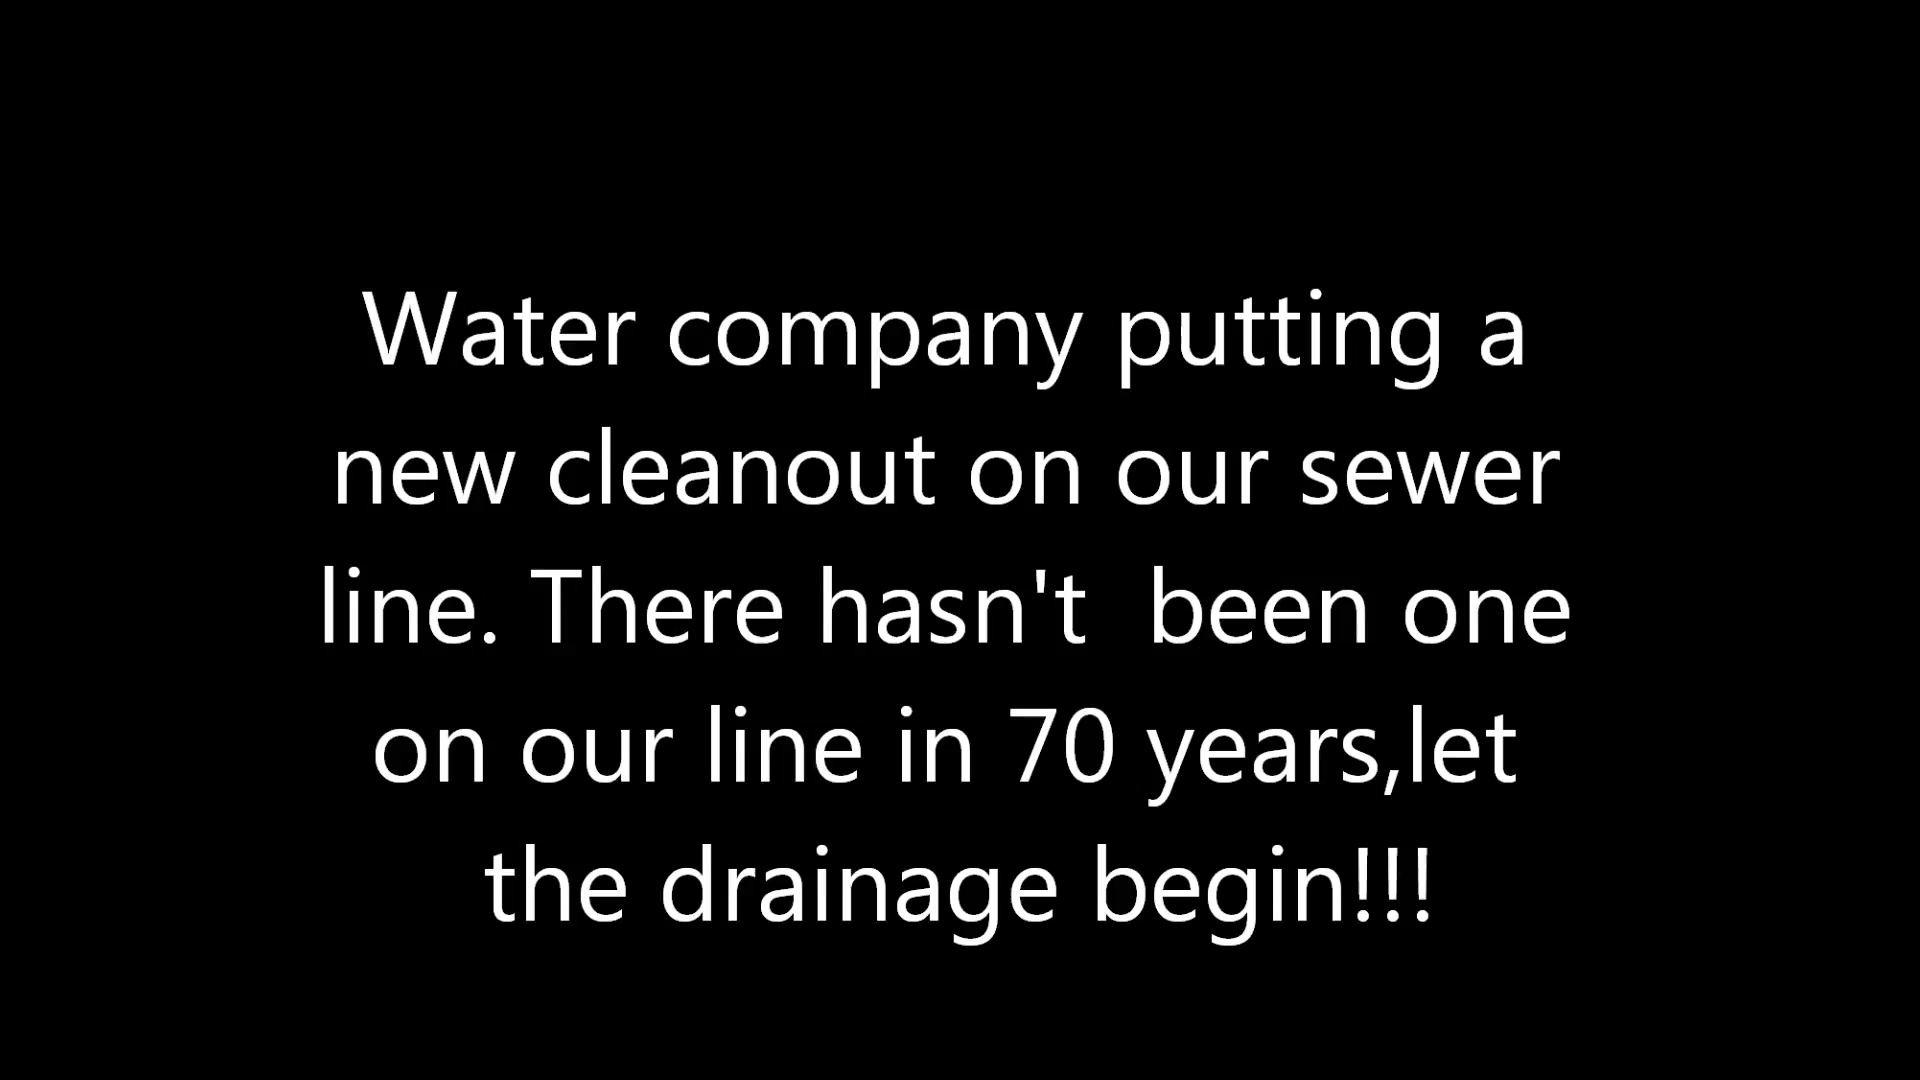 Water company putting a
new cleanout on our sewer
line. There hasn't  been one
on our line in 70 years,let
the drainage begin!!!